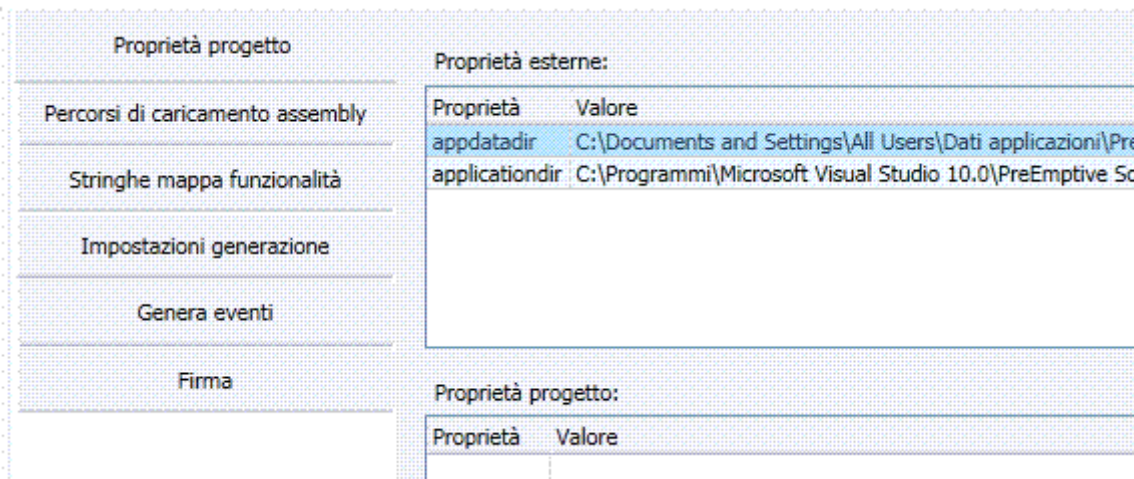 Proprietà progetto
Percorsi di caricamento assembly
Stringhe mappa funzionalità
Impostazioni generazione
Genera eventi
Firma
Proprietà esterne:
Proprietà Valore
appdatadir C:\Documents and Settings\All Users\Dati applicazioni\Pre
applicationdir C:\Programmi\Microsoft Visual Studio 10.0\PreEmptive So
Proprietà progetto:
Proprietà Valore